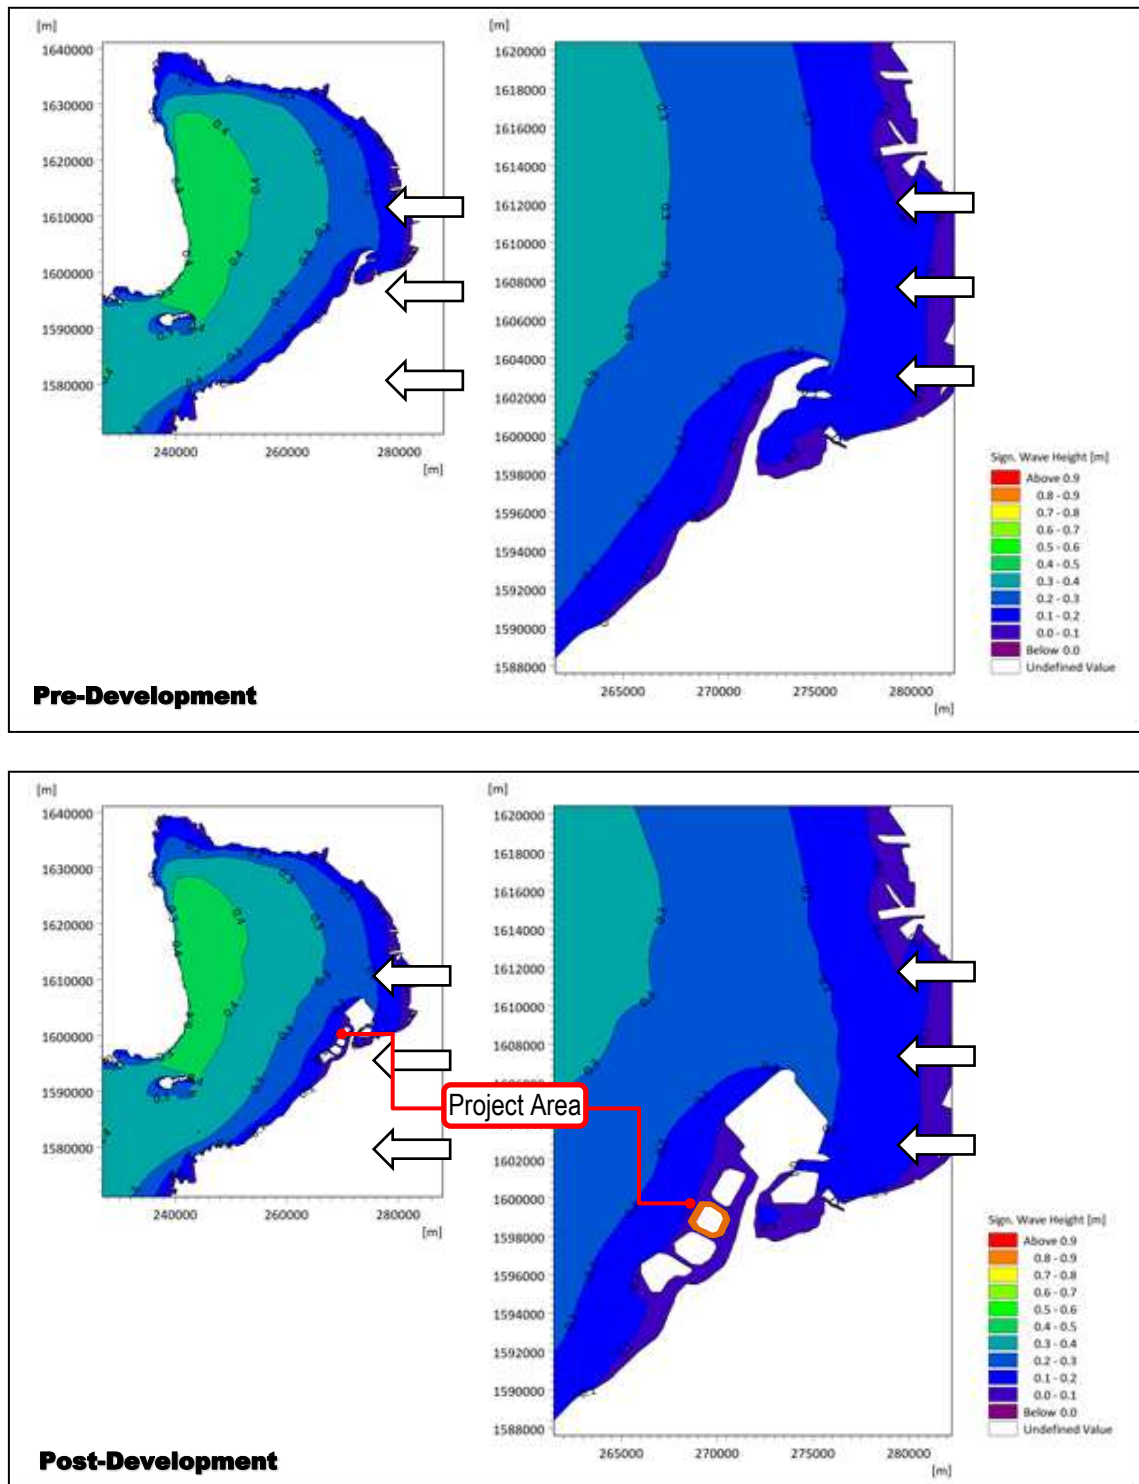 [m]
1640000
1630000
1620000
1610000
1600000
1590000
1580000
240000
260000
280000
[m]
[m]
1620000
1618000
1616000
1614000
1612000
1610000
1608000
1606000
1604000
1602000
1600000
1598000
1596000
1594000
1592000
1590000
1588000
265000
270000
275000
280000
[m]
Sign. Wave Height [m]
Above 0.9
0.8 - 0.9
0.7 - 0.8
0.6 - 0.7
0.5 - 0.6
0.4 - 0.5
0.3 - 0.4
0.2 - 0.3
0.1 - 0.2
0.0 - 0.1
Below 0.0
Undefined Value
Pre-Development
[m]
1640000
1630000
1620000
1610000
1600000
1590000
1580000
240000
260000
280000
[m]
Project Area
[m]
1620000
1618000
1616000
1614000
1612000
1610000
1608000
1602000
1600000
1598000
1596000
1594000
1592000
1590000
1588000
265000
270000
275000
280000
[m]
Sign. Wave Height [m]
Above 0.9
0.8 - 0.9
0.7 - 0.8
0.6 - 0.7
0.5 - 0.6
0.4 - 0.5
0.3 - 0.4
0.2 - 0.3
0.1 - 0.2
0.0 - 0.1
Below 0.0
Undefined Value
Post-Development